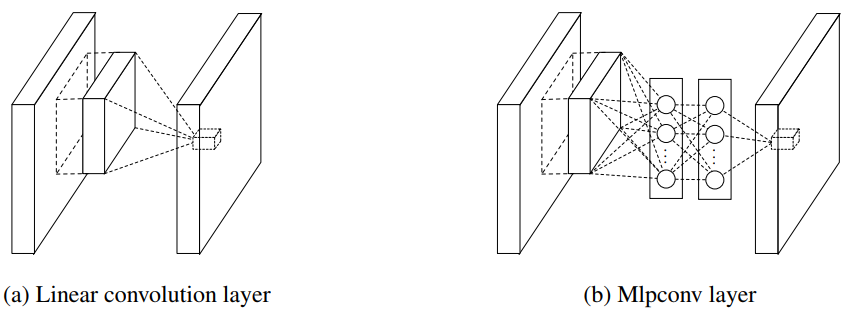 (a) Linear convolution layer
(b) Mlpconv layer